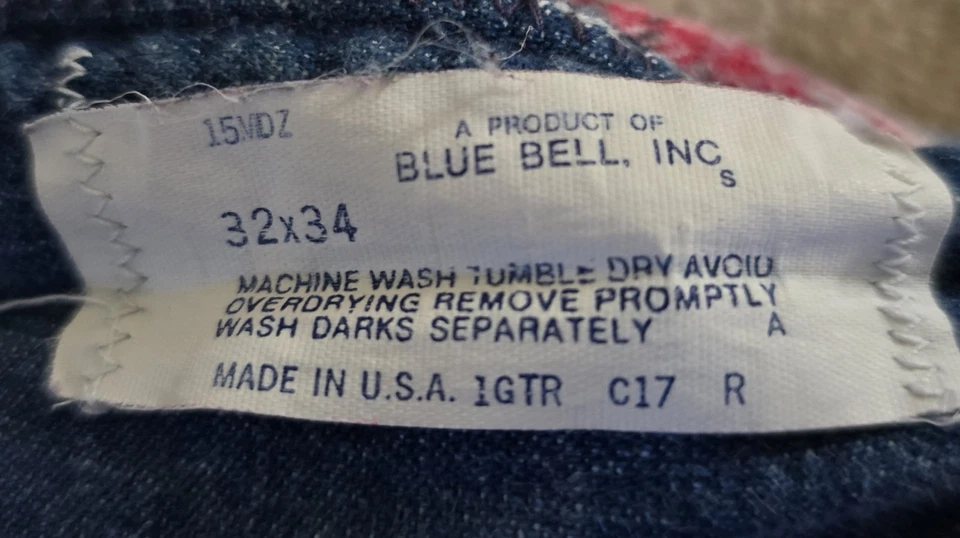 15MDZ
A PRODUCT OF
BLUE BELL, INC
S
32x34
MACHINE WASH TUMBLE DRY AVOID
OVERDRYING REMOVE PROMPTLY
WASH DARKS SEPARATELY A
MADE IN U.S.A. 1GTR C17 R